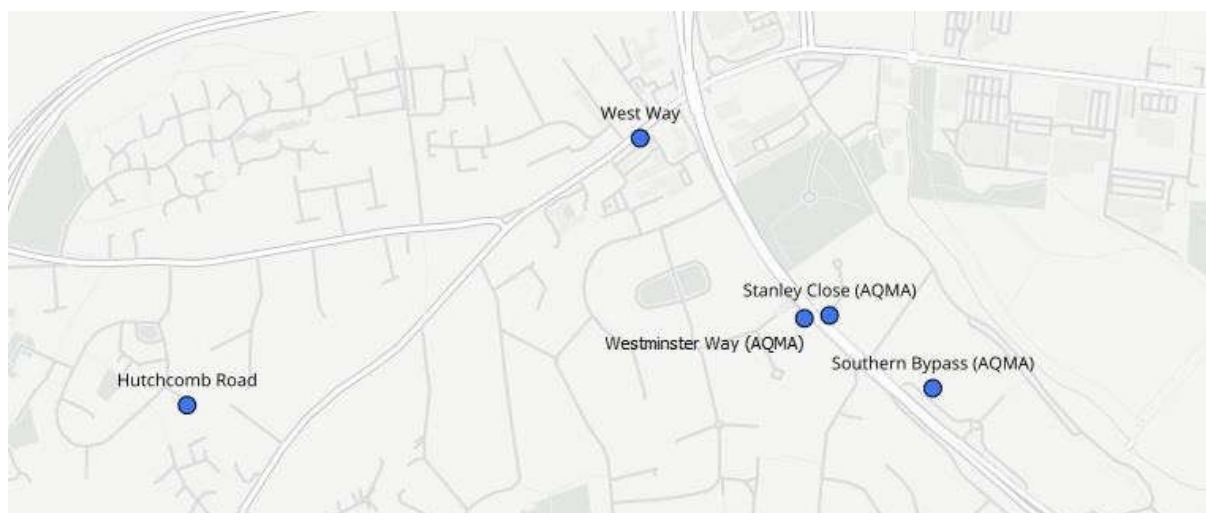 West Way
Stanley Close (AQMA)
Westminster Way (AQMA)
Southern Bypass (AQMA)
Hutchcomb Road